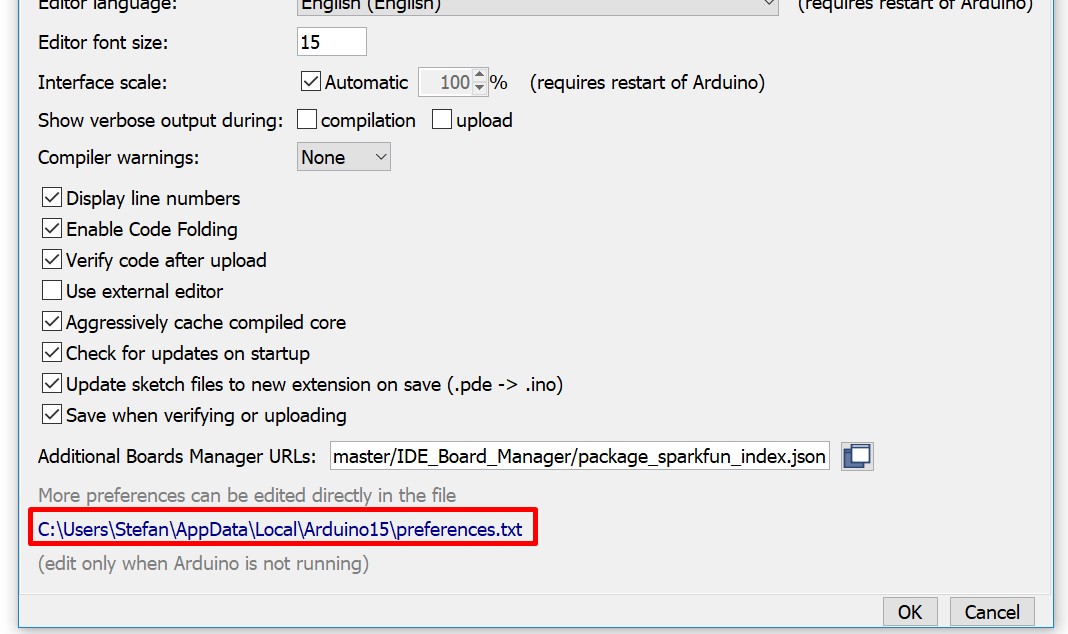 Editor language: English (English) (requires restart of Arduino)
Editor font size: 15
Interface scale: Automatic 100 % (requires restart of Arduino)
Show verbose output during: compilation upload
Compiler warnings: None
Display line numbers
Enable Code Folding
Verify code after upload
Use external editor
Aggressively cache compiled core
Check for updates on startup
Update sketch files to new extension on save (.pde -> .ino)
Save when verifying or uploading
Additional Boards Manager URLs: master/IDE_Board_Manager/package_sparkfun_index.json
More preferences can be edited directly in the file
C:\Users\Stefan\AppData\Local\Arduino15\preferences.txt
(edit only when Arduino is not running)
OK Cancel